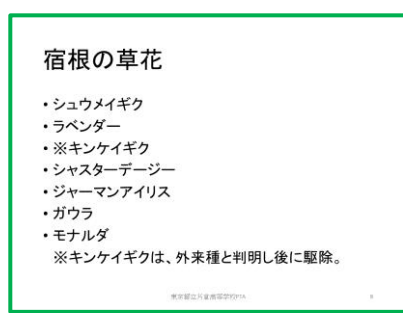 宿根の草花
• シュウメイギク
• ラベンダー
• ※キンケイギク
• シャスターデージー
• ジャーマンアイリス
• ガウラ
• モナルダ
※キンケイギクは、外来種と判明し後に駆除。